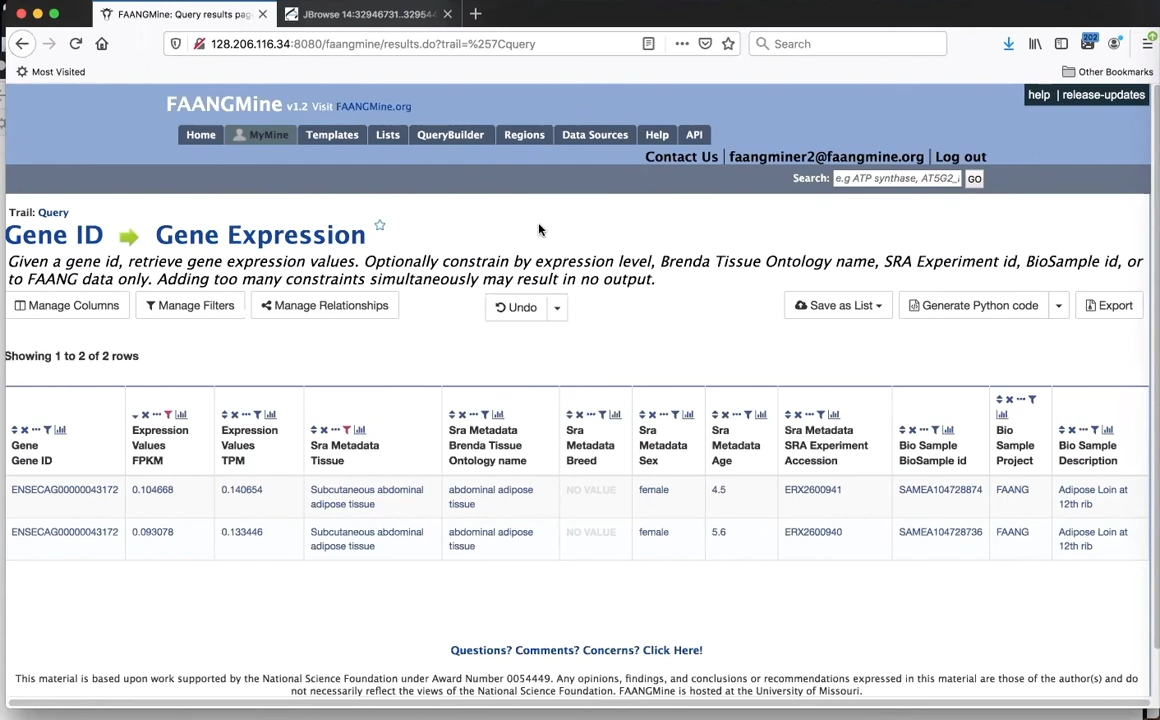 FAANGMine: Query results pag
JBrowse 14:32946731..32954
128.206.116.34:8080/faangmine/results.do?trail=%257Cquery
Search
202
Most Visited
Other Bookmarks
FAANGMine v1.2 Visit FAANGMine.org
help | release-updates
Home MyMine Templates Lists QueryBuilder Regions Data Sources Help API
Contact Us | faangminer2@faangmine.org | Log out
Search: e.g ATP synthase, AT5G2_ GO
Trail: Query
Gene ID Gene Expression
Given a gene id, retrieve gene expression values. Optionally constrain by expression level, Brenda Tissue Ontology name, SRA Experiment id, BioSample id, or
to FAANG data only. Adding too many constraints simultaneously may result in no output.
Manage Columns Manage Filters Manage Relationships Undo Save as List Generate Python code Export
Showing 1 to 2 of 2 rows
Gene
Gene ID
Expression
Values
FPKM
Expression
Values
TPM
Sra Metadata
Tissue
Sra Metadata
Brenda Tissue
Ontology name
Sra
Metadata
Breed
Sra
Metadata
Sex
Sra
Metadata
Age
Sra Metadata
SRA Experiment
Accession
Bio Sample
BioSample id
Bio
Sample
Project
Bio Sample
Description
ENSECAG00000043172 0.104668 0.140654 Subcutaneous abdominal abdominal adipose NO VALUE female 4.5 ERX2600941 SAMEA104728874 FAANG Adipose Loin at
adipose tissue tissue 12th rib
ENSECAG00000043172 0.093078 0.133446 Subcutaneous abdominal abdominal adipose NO VALUE female 5.6 ERX2600940 SAMEA104728736 FAANG Adipose Loin at
adipose tissue tissue 12th rib
Questions? Comments? Concerns? Click Here!
This material is based upon work supported by the National Science Foundation under Award Number 0054449. Any opinions, findings, and conclusions or recommendations expressed in this material are those of the author(s) and do
not necessarily reflect the views of the National Science Foundation. FAANGMine is hosted at the University of Missouri.